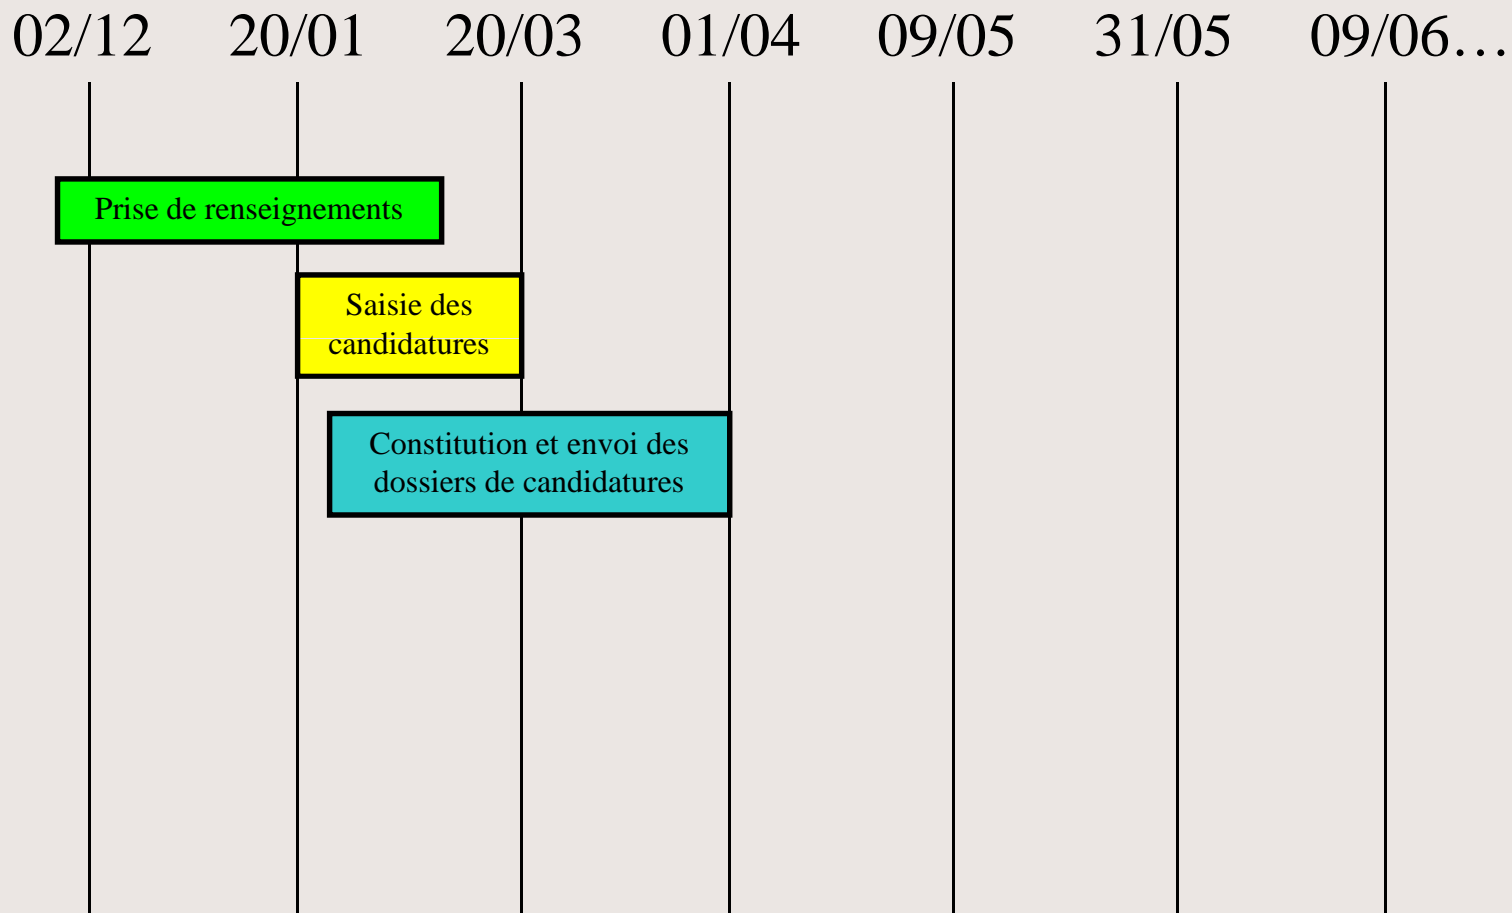 02/12 20/01 20/03 01/04 09/05 31/05 09/06…
Prise de renseignements
Saisie des
candidatures
Constitution et envoi des
dossiers de candidatures